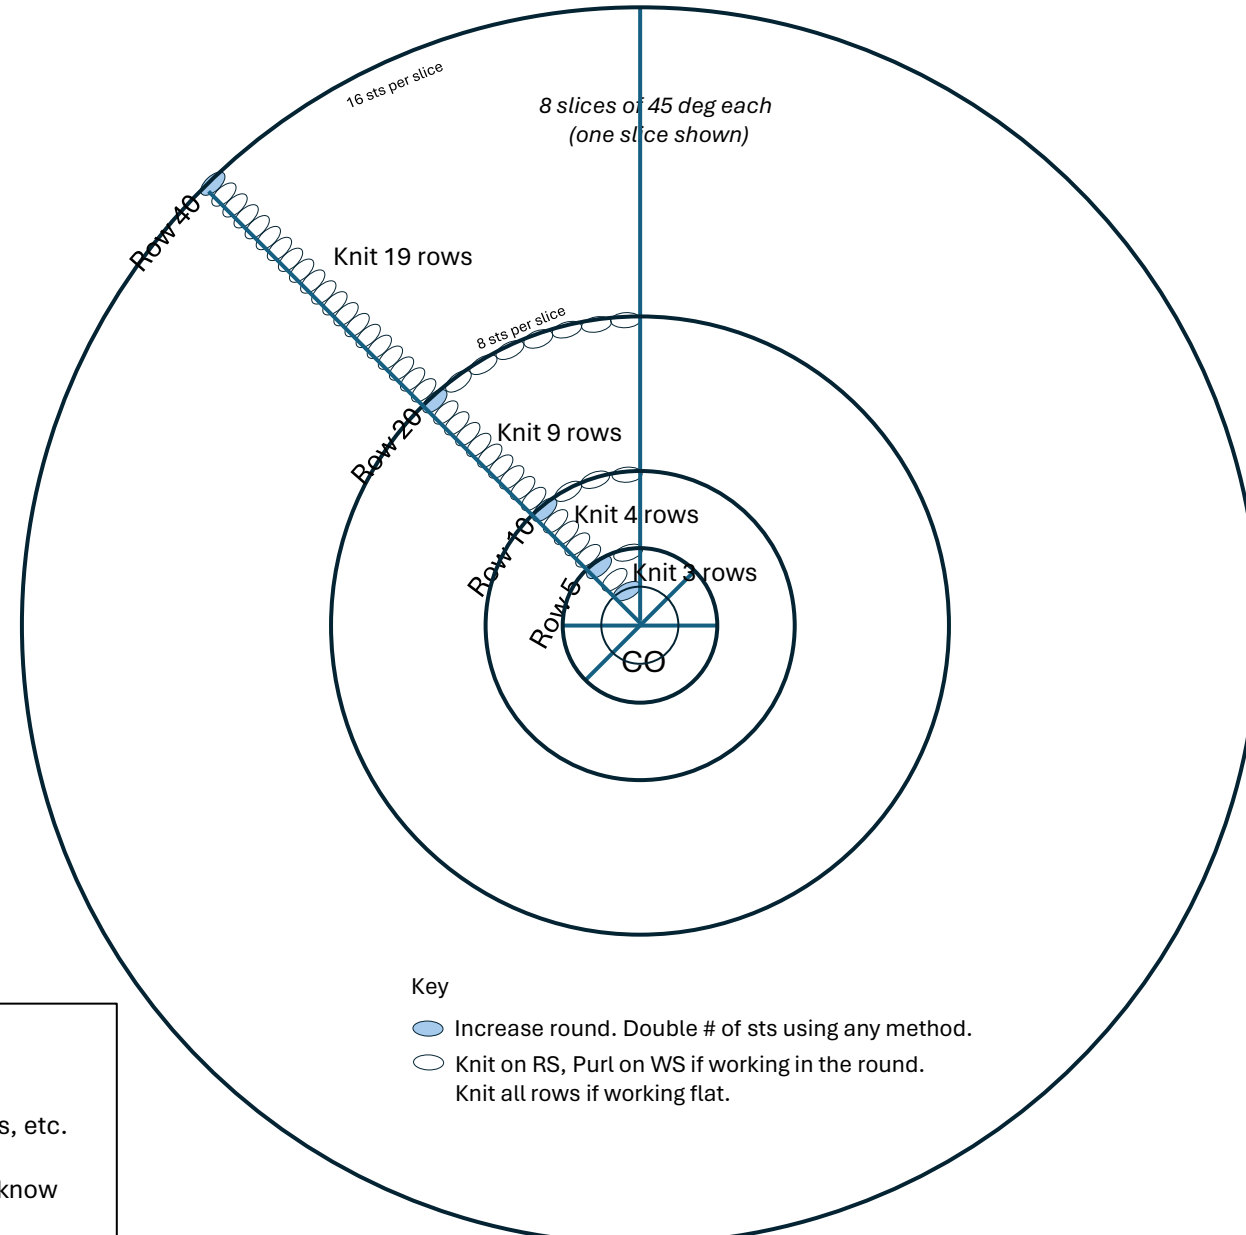 16 sts per slice
8 slices of 45 deg each
(one slice shown)
Row 40
Knit 19 rows
8 sts per slice
Row 20
Knit 9 rows
Row 10
Knit 4 rows
Row 5
Knit 3 rows
CO
Key
Increase round. Double # of sts using any method.
Knit on RS, Purl on WS if working in the round.
Knit all rows if working flat.
s, etc.
know